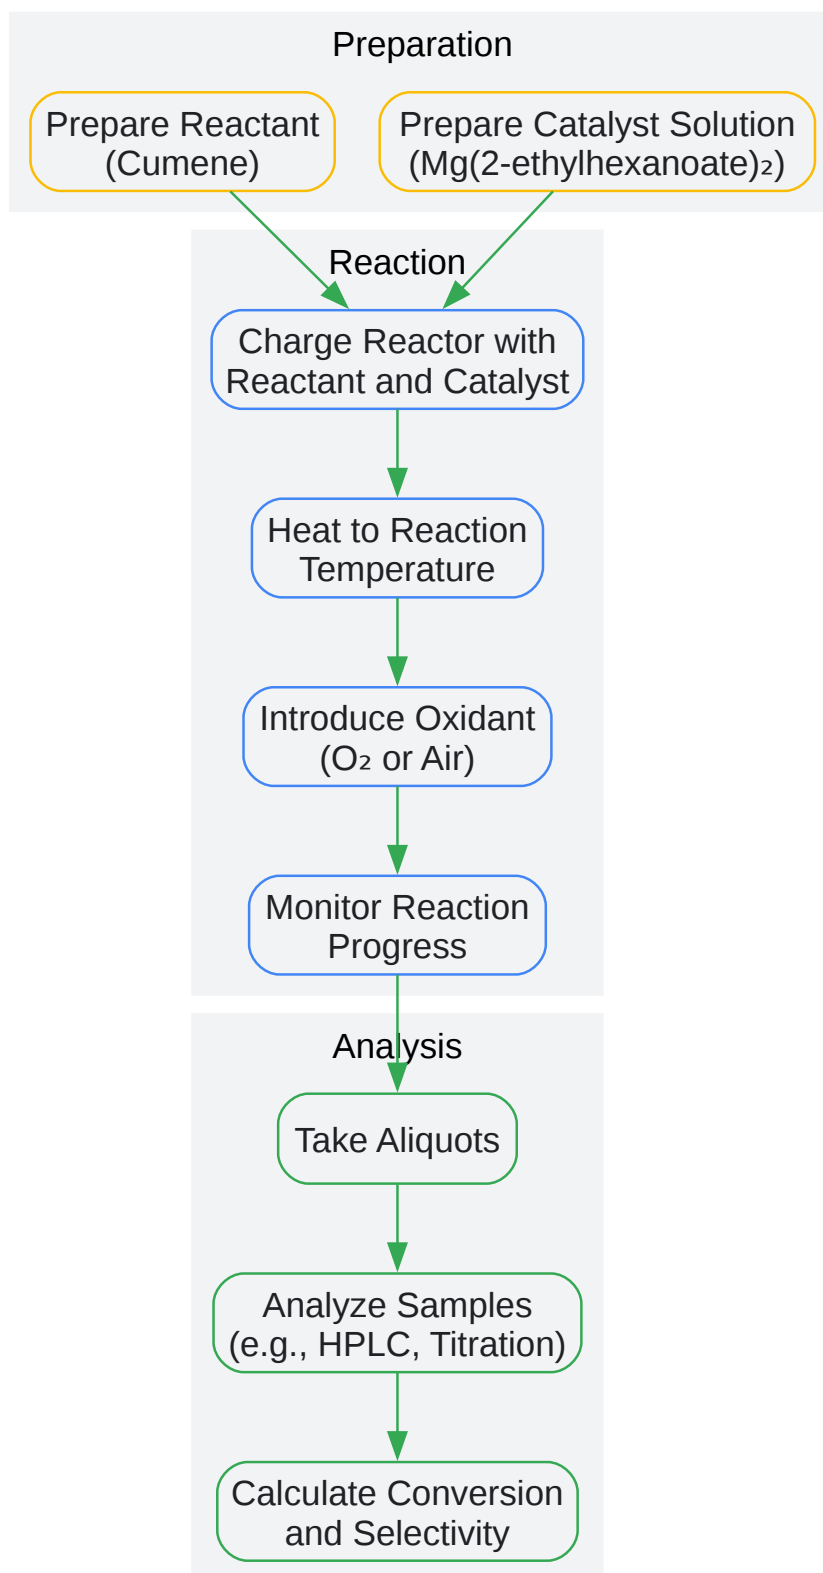 Preparation
Prepare Reactant
(Cumene)
Prepare Catalyst Solution
(Mg(2-ethylhexanoate)₂)
Reaction
Charge Reactor with
Reactant and Catalyst
Heat to Reaction
Temperature
Introduce Oxidant
(O₂ or Air)
Monitor Reaction
Progress
Analysis
Take Aliquots
Analyze Samples
(e.g., HPLC, Titration)
Calculate Conversion
and Selectivity